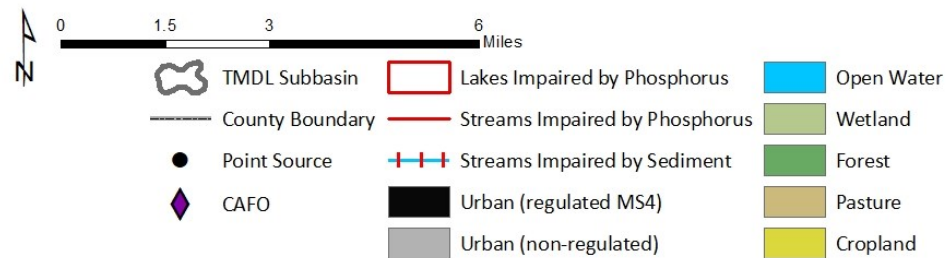 0 1.5 3 6
Miles
N
TMDL Subbasin
County Boundary
Point Source
CAFO
Lakes Impaired by Phosphorus
Streams Impaired by Phosphorus
Streams Impaired by Sediment
Urban (regulated MS4)
Urban (non-regulated)
Open Water
Wetland
Forest
Pasture
Cropland